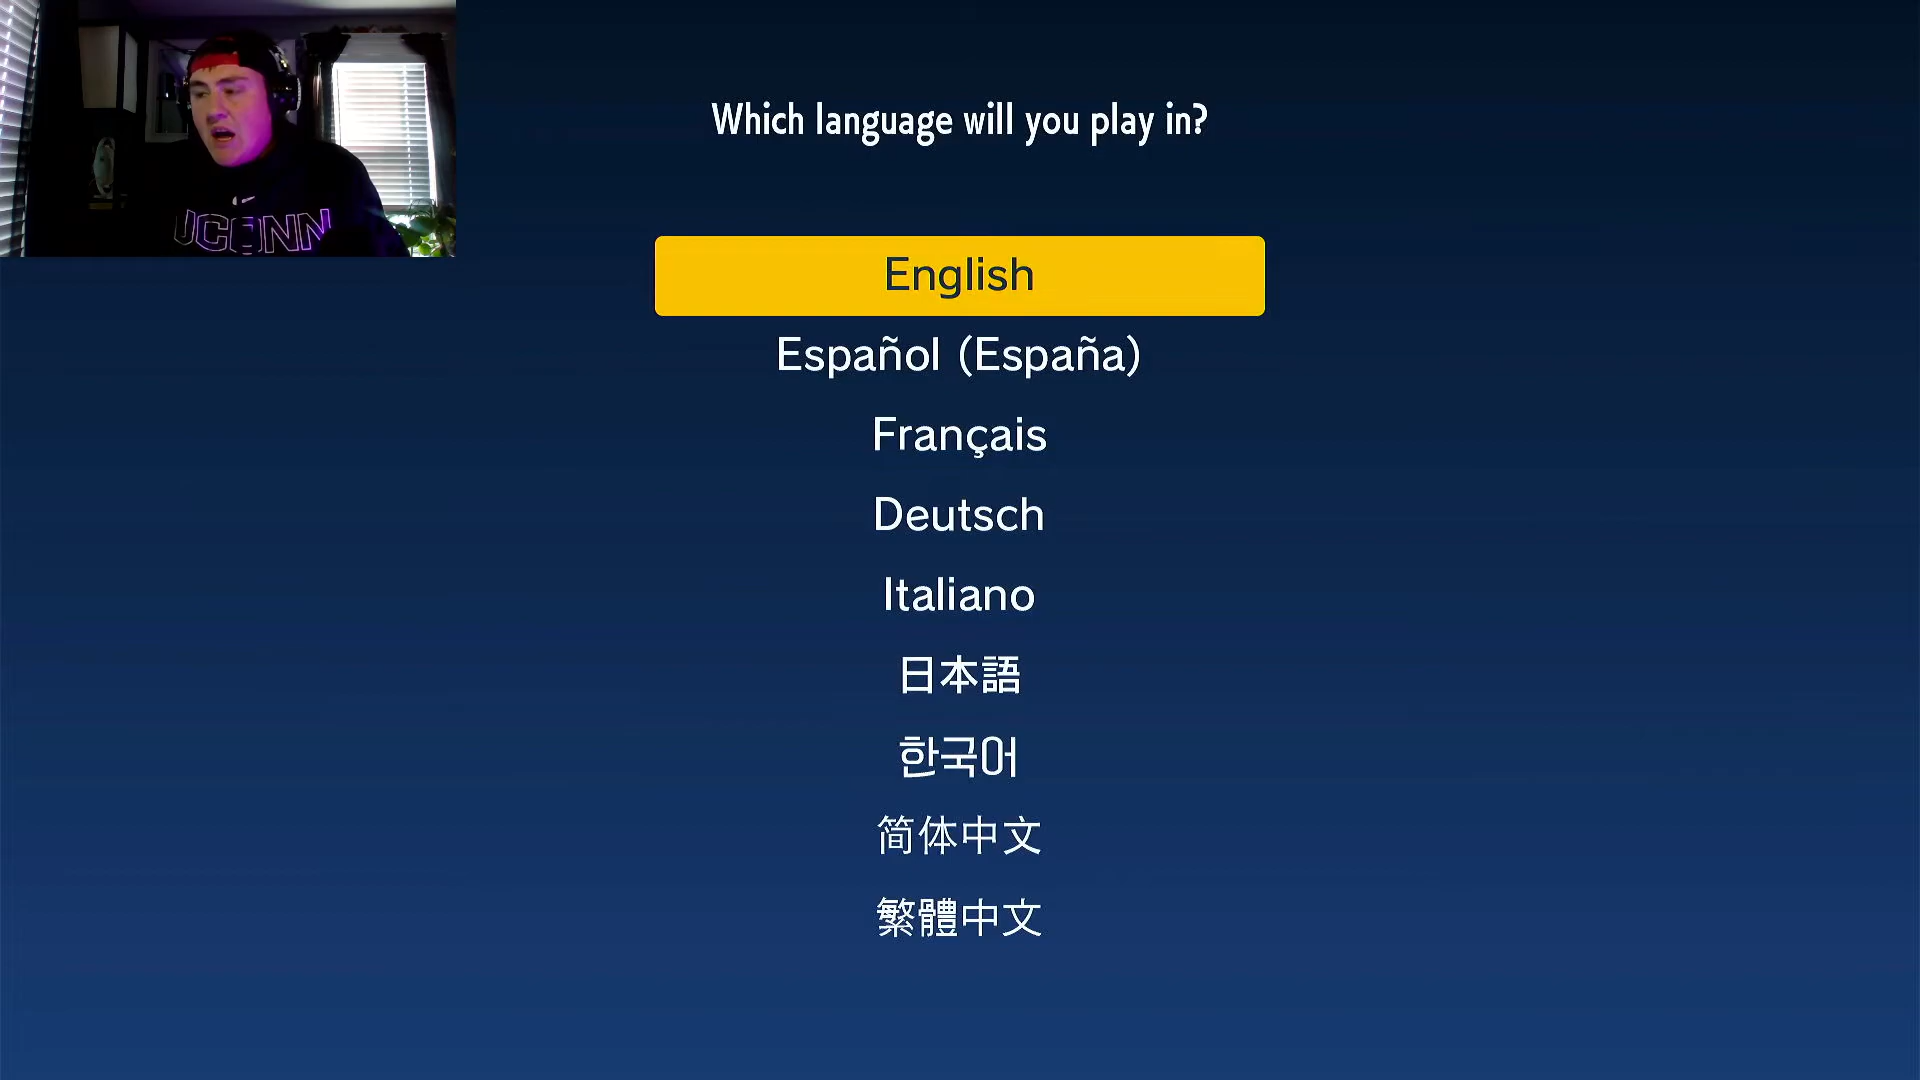 Which language will you play in?
UCONN
English
Español (España)
Français
Deutsch
Italiano
日本語
한국어
简体中文
繁體中文